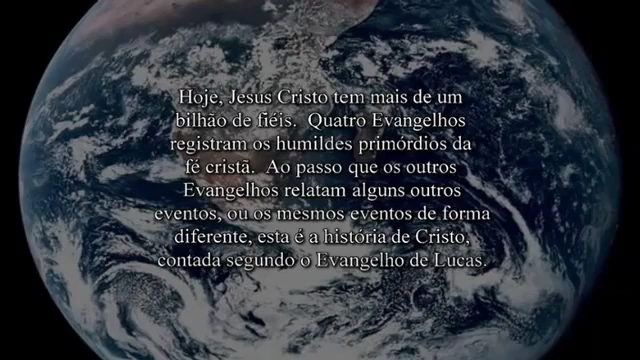 Hoje, Jesus Cristo tem mais de um
bilhão de fiéis. Quatro Evangelhos
registram os humildes primórdios da
fé cristã. Ao passo que os outros
Evangelhos relatam alguns outros
eventos, ou os mesmos eventos de forma
diferente, esta é a história de Cristo,
contada segundo o Evangelho de Lucas.